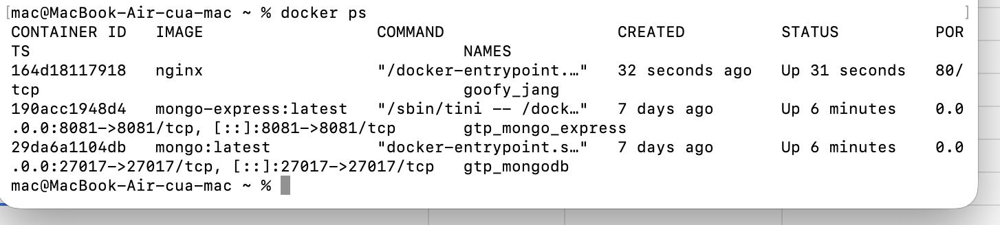 [mac@MacBook-Air-cua-mac ~ % docker ps ]
CONTAINER ID   IMAGE                  COMMAND                  CREATED          STATUS          POR
TS                                             NAMES
164d18117918   nginx                  "/docker-entrypoint.…"   32 seconds ago   Up 31 seconds   80/
tcp                                            goofy_jang
190acc1948d4   mongo-express:latest   "/sbin/tini -- /dock…"   7 days ago       Up 6 minutes    0.0
.0.0:8081->8081/tcp, [::]:8081->8081/tcp       gtp_mongo_express
29da6a1104db   mongo:latest           "docker-entrypoint.s…"   7 days ago       Up 6 minutes    0.0
.0.0:27017->27017/tcp, [::]:27017->27017/tcp   gtp_mongodb
mac@MacBook-Air-cua-mac ~ %